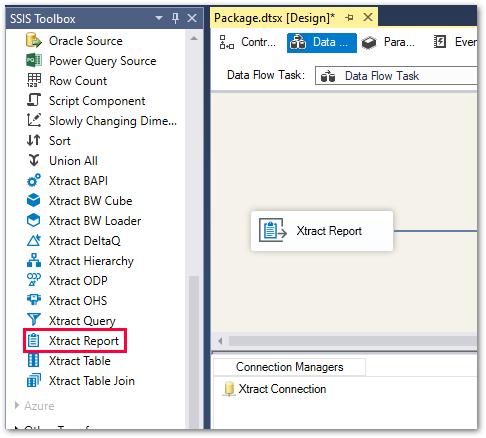 SSIS Toolbox
Oracle Source
Power Query Source
Row Count
Script Component
Slowly Changing Dime...
Sort
Union All
Xtract BAPI
Xtract BW Cube
Xtract BW Loader
Xtract DeltaQ
Xtract Hierarchy
Xtract ODP
Xtract OHS
Xtract Query
Xtract Report
Xtract Table
Xtract Table Join
Azure
Package.dtsx [Design]*
Contr...
Data ...
Para...
Even
Data Flow Task:
Data Flow Task
Xtract Report
Connection Managers
Xtract Connection